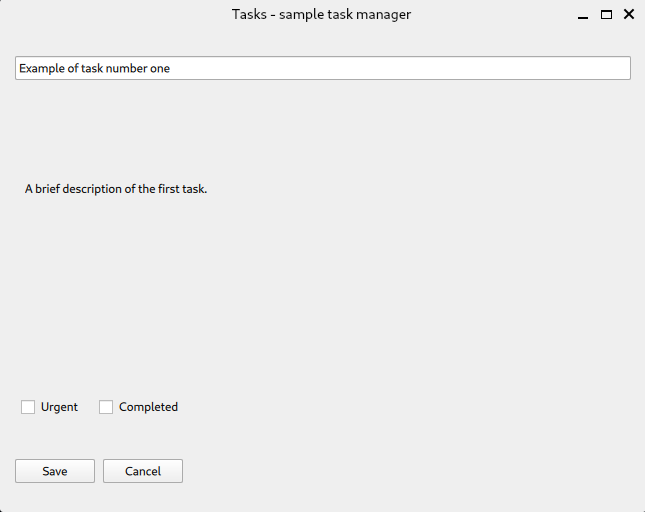 Tasks - sample task manager
Example of task number one
A brief description of the first task.
Urgent Completed
Save Cancel